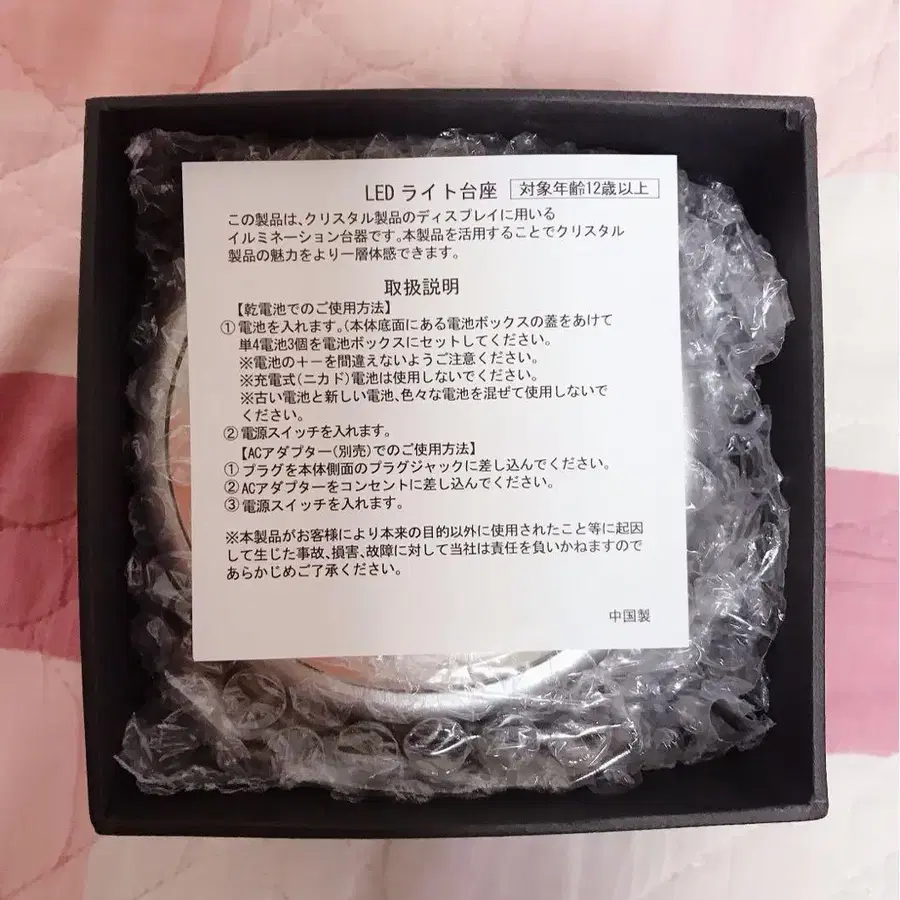 LED ライト台座 対象年齢12歳以上
この製品は、クリスタル製品のディスプレイに用いる
イルミネーション台器です。本製品を活用することでクリスタル
製品の魅力をより一層体感できます。
取扱説明
【乾電池でのご使用方法】
① 電池を入れます。(本体底面にある電池ボックスの蓋をあけて
単4電池3個を電池ボックスにセットしてください。
※電池の＋－を間違えないようご注意ください。
※充電式(ニカド)電池は使用しないでください。
※古い電池と新しい電池、色々な電池を混ぜて使用しないで
ください。
② 電源スイッチを入れます。
【ACアダプター(別売)でのご使用方法】
① プラグを本体側面のプラグジャックに差し込んでください。
② ACアダプターをコンセントに差し込んでください。
③ 電源スイッチを入れます。
※本製品がお客様により本来の目的以外に使用されたこと等に起因
して生じた事故、損害、故障に対して当社は責任を負いかねますので
あらかじめご了承ください。
中国製